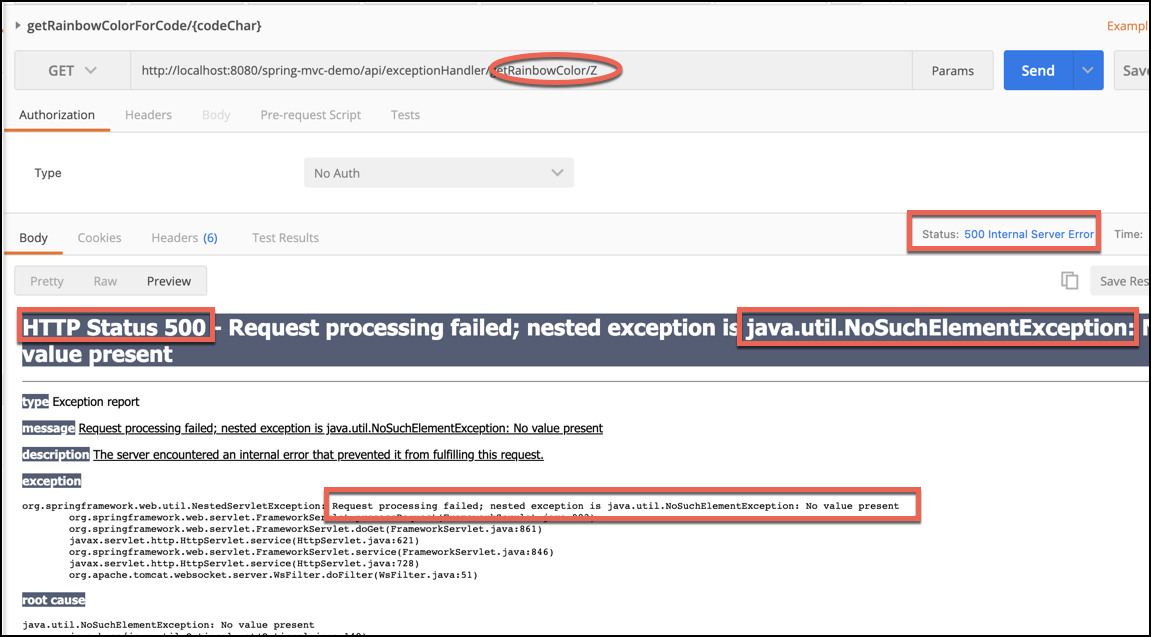 getRainbowColorForCode/{codeChar}
Exampl
GET http://localhost:8080/spring-mvc-demo/api/exceptionHandler/getRainbowColor/Z Params Send Save
Authorization Headers Body Pre-request Script Tests
Type No Auth
Body Cookies Headers (6) Test Results Status: 500 Internal Server Error Time:
Pretty Raw Preview Save Res
HTTP Status 500 - Request processing failed; nested exception is java.util.NoSuchElementException: N
value present
type Exception report
message Request processing failed; nested exception is java.util.NoSuchElementException: No value present
description The server encountered an internal error that prevented it from fulfilling this request.
exception
org.springframework.web.util.NestedServletException: Request processing failed; nested exception is java.util.NoSuchElementException: No value present
org.springframework.web.servlet.FrameworkServlet.processRequest(FrameworkServlet.java:982)
org.springframework.web.servlet.FrameworkServlet.doGet(FrameworkServlet.java:861)
javax.servlet.http.HttpServlet.service(HttpServlet.java:621)
org.springframework.web.servlet.FrameworkServlet.service(FrameworkServlet.java:846)
javax.servlet.http.HttpServlet.service(HttpServlet.java:728)
org.apache.tomcat.websocket.server.WsFilter.doFilter(WsFilter.java:51)
root cause
java.util.NoSuchElementException: No value present